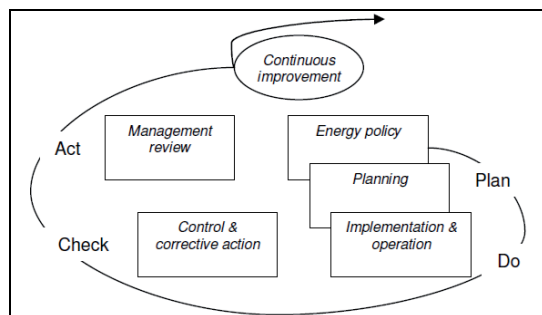 Continuous
improvement
Management
review
Energy policy
Act
Plan
Planning
Control &
corrective action
Implementation &
operation
Check
Do